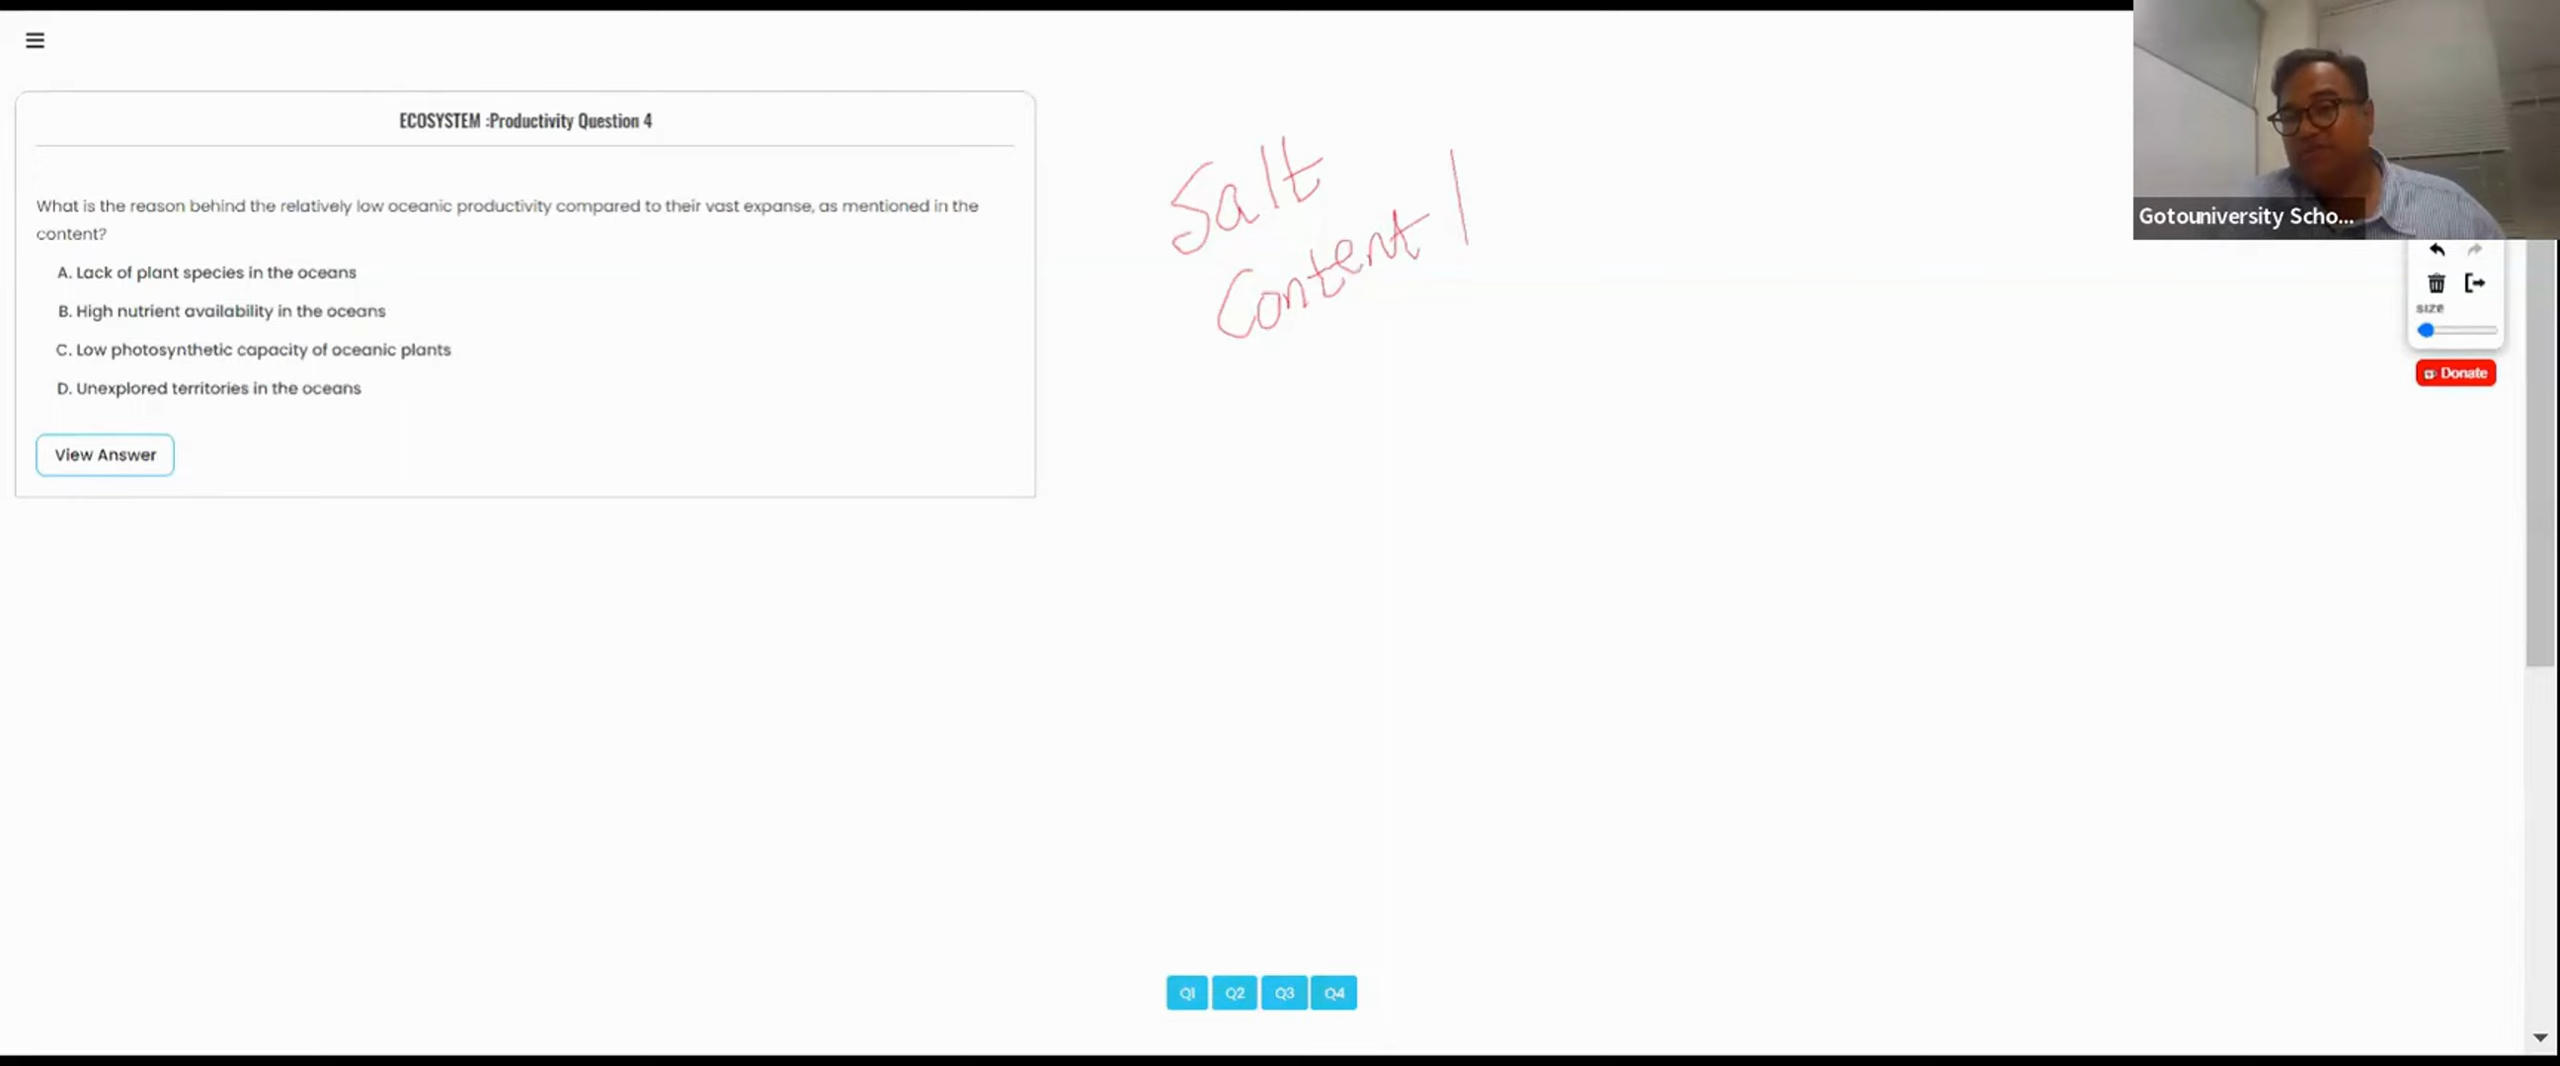 ECOSYSTEM :Productivity Question 4
What is the reason behind the relatively low oceanic productivity compared to their vast expanse, as mentioned in the
content?
A. Lack of plant species in the oceans
B. High nutrient availability in the oceans
C. Low photosynthetic capacity of oceanic plants
D. Unexplored territories in the oceans
View Answer
Salt
Content
Gotouniversity Scho...
size
Donate
Q1 Q2 Q3 Q4